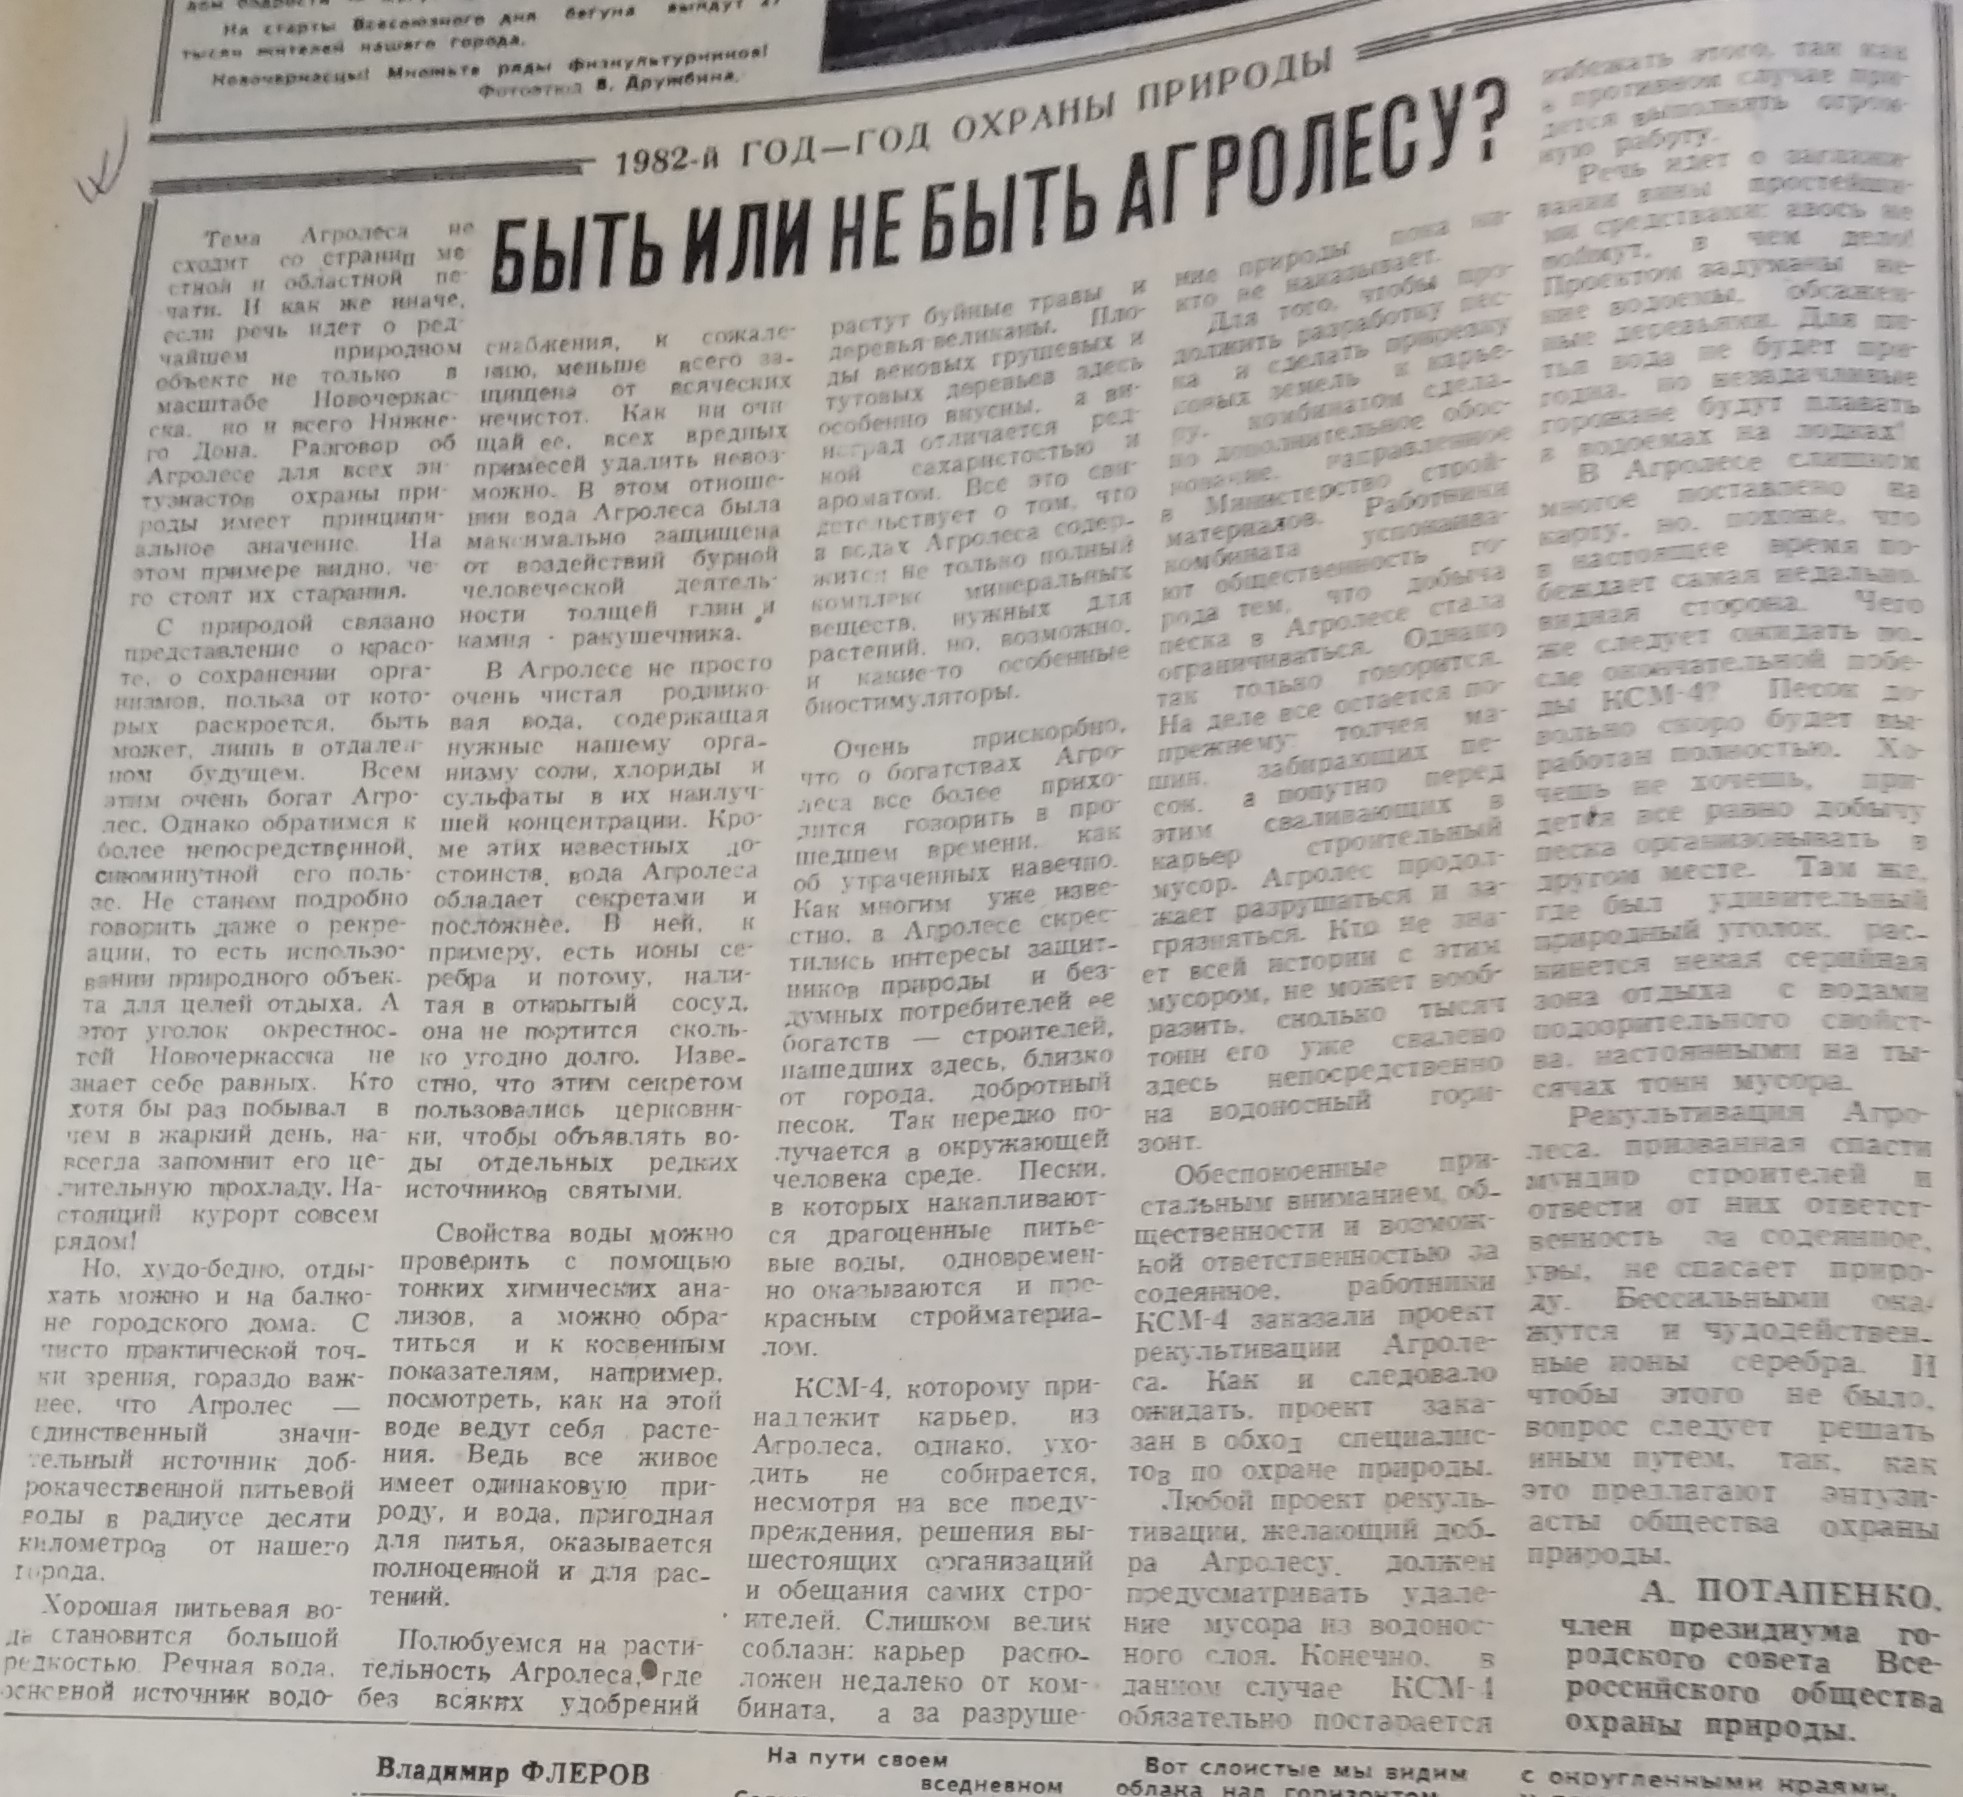 На старты Всесоюзного дня бегуна выйдут 27
тысяч жителей нашего города.
Новочеркасцы! Множьте ряды физкультурников!
Фотоэтюд В. Дружбина.
1982-й ГОД—ГОД ОХРАНЫ ПРИРОДЫ
БЫТЬ ИЛИ НЕ БЫТЬ АГРОЛЕСУ?
Тема Агролеса не
сходит со страниц ме
стной и областной пе-
чати. И как же иначе,
если речь идет о ред-
чайшем природном
объекте не только в
масштабе Новочеркас-
ска, но и всего Нижне-
го Дона. Разговор об
Агролесе для всех эн-
тузиастов охраны при-
роды имеет принципи-
альное значение. На
этом примере видно, че-
го стоят их старания.
С природой связано
представление о красо-
те, о сохранении орга-
низмов, польза от кото-
рых раскроется, быть
может, лишь в отдален-
ном будущем. Всем
этим очень богат Агро-
лес. Однако обратимся к
более непосредственной,
сиюминутной его поль-
зе. Не станем подробно
говорить даже о рекре-
ации, то есть использо-
вании природного объек-
та для целей отдыха. А
этот уголок окрестнос-
тей Новочеркасска не
знает себе равных. Кто
хотя бы раз побывал в
нем в жаркий день, на-
всегда запомнит его це-
лительную прохладу. На-
стоящий курорт совсем
рядом!
Но, худо-бедно, отды-
хать можно и на балко-
не городского дома. С
чисто практической точ-
ки зрения, гораздо важ-
нее, что Агролес —
единственный значи-
тельный источник доб-
рокачественной питьевой
воды в радиусе десяти
километров от нашего
города.
Хорошая питьевая во-
да становится большой
редкостью. Речная вода,
основной источник водо-
снабжения, к сожале-
нию, меньше всего за-
щищена от всяческих
нечистот. Как ни очи
щай ее, всех вредных
примесей удалить невоз-
можно. В этом отноше-
нии вода Агролеса была
максимально защищена
от воздействий бурной
человеческой деятель-
ности толщей глин и
камня - ракушечника.
В Агролесе не просто
очень чистая роднико-
вая вода, содержащая
нужные нашему орга-
низму соли, хлориды и
сульфаты в их наилуч-
шей концентрации. Кро-
ме этих известных до-
стоинств, вода Агролеса
обладает секретами и
посложнее. В ней, к
примеру, есть ионы се-
ребра и потому, нали-
тая в открытый сосуд,
она не портится сколь-
ко угодно долго. Изве-
стно, что этим секретом
пользовались церковни-
ки, чтобы объявлять во-
ды отдельных редких
источников святыми.
Свойства воды можно
проверить с помощью
тонких химических ана-
лизов, а можно обра-
титься и к косвенным
показателям, например,
посмотреть, как на этой
воде ведут себя расте-
ния. Ведь все живое
имеет одинаковую при-
роду, и вода, пригодная
для питья, оказывается
полноценной и для рас-
тений.
Полюбуемся на расти-
тельность Агролеса, где
без всяких удобрений
растут буйные травы и
деревья-великаны. Пло-
ды вековых грушевых и
тутовых деревьев здесь
особенно вкусны, а ви-
ноград отличается ред-
кой сахаристостью и
ароматом. Все это сви-
детельствует о том, что
в водах Агролеса содер-
жится не только полный
комплекс минеральных
веществ, нужных для
растений, но, возможно,
и какие-то особенные
биостимуляторы.
Очень прискорбно,
что о богатствах Агро-
леса все более прихо-
дится говорить в про-
шедшем времени, как
об утраченных навечно.
Как многим уже изве-
стно, в Агролесе скрес-
тились интересы защит-
ников природы и без-
думных потребителей ее
богатств — строителей,
нашедших здесь, близко
от города, добротный
песок. Так нередко по-
лучается в окружающей
человека среде. Пески,
в которых накапливают-
ся драгоценные питье-
вые воды, одновремен-
но оказываются и пре-
красным стройматериа-
лом.
КСМ-4, которому при-
надлежит карьер, из
Агролеса, однако, ухо-
дить не собирается,
несмотря на все преду-
преждения, решения вы-
шестоящих организаций
и обещания самих стро-
ителей. Слишком велик
соблазн: карьер распо-
ложен недалеко от ком-
бината, а за разруше-
ние природы пока ни-
кто не наказывает.
Для того, чтобы про-
должить разработку пес-
ка и сделать прирезку
новых земель к карье-
ру, комбинатом сдела-
но дополнительное обос-
нование, направленное
в Министерство строй-
материалов. Работники
комбината успокаива-
ют общественность го-
рода тем, что добыча
песка в Агролесе стала
ограничиваться. Однако
так только говорится.
На деле все остается по-
прежнему: толчея ма-
шин, забирающих пе-
сок, а попутно перед
этим сваливающих в
карьер строительный
мусор. Агролес продол-
жает разрушаться и за-
грязняться. Кто не зна-
ет всей истории с этим
мусором, не может вооб-
разить, сколько тысяч
тонн его уже свалено
здесь непосредственно
на водоносный гори-
зонт.
Обеспокоенные при-
стальным вниманием об-
щественности и возмож-
ной ответственностью за
содеянное, работники
КСМ-4 заказали проект
рекультивации Агроле-
са. Как и следовало
ожидать, проект зака-
зан в обход специалис-
тов по охране природы.
Любой проект рекуль-
тивации, желающий доб-
ра Агролесу, должен
предусматривать удале-
ние мусора из водонос-
ного слоя. Конечно, в
данном случае КСМ-4
обязательно постарается
избежать этого, так как
в противном случае при-
дется выполнять огром-
ную работу.
Речь идет о заглажи-
вании вины простейши-
ми средствами: авось не
поймут, в чем дело!
Проектом задуманы не-
кие водоемы, обсажен-
ные деревьями. Для пи-
тья вода не будет при-
годна, но незадачливые
горожане будут плавать
в водоемах на лодках!
В Агролесе слишком
многое поставлено на
карту, но, похоже, что
в настоящее время по-
беждает самая недально-
видная сторона. Чего
же следует ожидать по-
сле окончательной побе-
ды КСМ-4? Песок до-
вольно скоро будет вы-
работан полностью. Хо-
чешь не хочешь, при-
дется все равно добычу
песка организовывать в
другом месте. Там же,
где был удивительный
природный уголок, рас-
кинется некая серийная
зона отдыха с водами
подозрительного свойст-
ва, настоянными на ты-
сячах тонн мусора.
Рекультивация Агро-
леса, призванная спасти
мундир строителей и
отвести от них ответст-
венность за содеянное,
увы, не спасает приро-
ду. Бессильными ока-
жутся и чудодействен-
ные ионы серебра. И
чтобы этого не было,
вопрос следует решать
иным путем, так, как
это предлагают энтузи-
асты общества охраны
природы.
А. ПОТАПЕНКО,
член президиума го-
родского совета Все-
российского общества
охраны природы.
Владимир ФЛЕРОВ
На пути своем
вседневном
Вот слоистые мы видим
облака над горизонтом
с округленными краями,